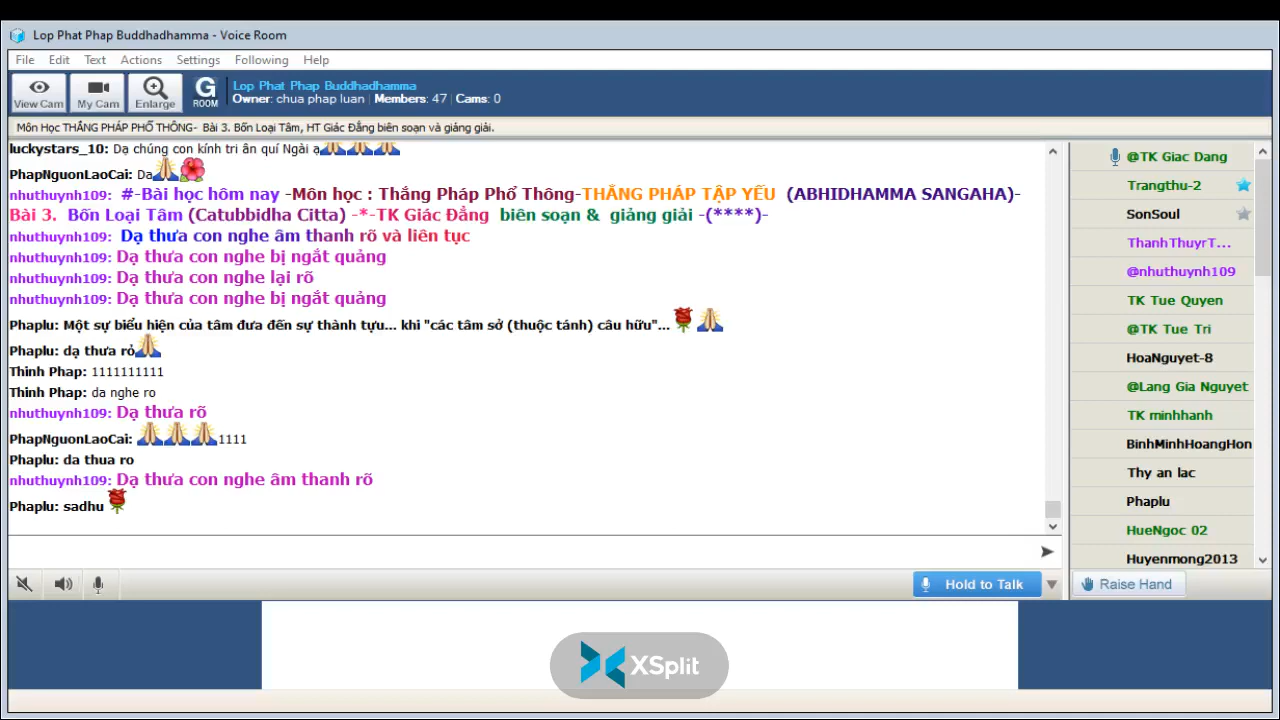 Lop Phat Phap Buddhadhamma - Voice Room
File Edit Text Actions Settings Following Help
View Cam My Cam Enlarge G ROOM
Lop Phat Phap Buddhadhamma
Owner: chua phap luan | Members: 47 | Cams: 0
Môn Học THẮNG PHÁP PHỔ THÔNG- Bài 3. Bốn Loại Tâm, HT Giác Đẳng biên soạn và giảng giải.
luckystars_10: Dạ chúng con kính tri ân quí Ngài ạ
PhapNguonLaoCai: Da
nhuthuynh109: #-Bài học hôm nay -Môn học : Thắng Pháp Phổ Thông-THẮNG PHÁP TẬP YẾU (ABHIDHAMMA SANGAHA)-
Bài 3. Bốn Loại Tâm (Catubbidha Citta) -*-TK Giác Đẳng biên soạn & giảng giải -(****)-
nhuthuynh109: Dạ thưa con nghe âm thanh rõ và liên tục
nhuthuynh109: Dạ thưa con nghe bị ngắt quảng
nhuthuynh109: Dạ thưa con nghe lại rõ
nhuthuynh109: Dạ thưa con nghe bị ngắt quảng
Phaplu: Một sự biểu hiện của tâm đưa đến sự thành tựu... khi "các tâm sở (thuộc tánh) câu hữu"...
Phaplu: dạ thưa rỏ
Thinh Phap: 1111111111
Thinh Phap: da nghe ro
nhuthuynh109: Dạ thưa rõ
PhapNguonLaoCai: 1111
Phaplu: da thua ro
nhuthuynh109: Dạ thưa con nghe âm thanh rõ
Phaplu: sadhu
@TK Giac Dang
Trangthu-2
SonSoul
ThanhThuyrT...
@nhuthuynh109
TK Tue Quyen
@TK Tue Tri
HoaNguyet-8
@Lang Gia Nguyet
TK minhhanh
BinhMinhHoangHon
Thy an lac
Phaplu
HueNgoc 02
Huyenmong2013
Hold to Talk
Raise Hand
XSplit